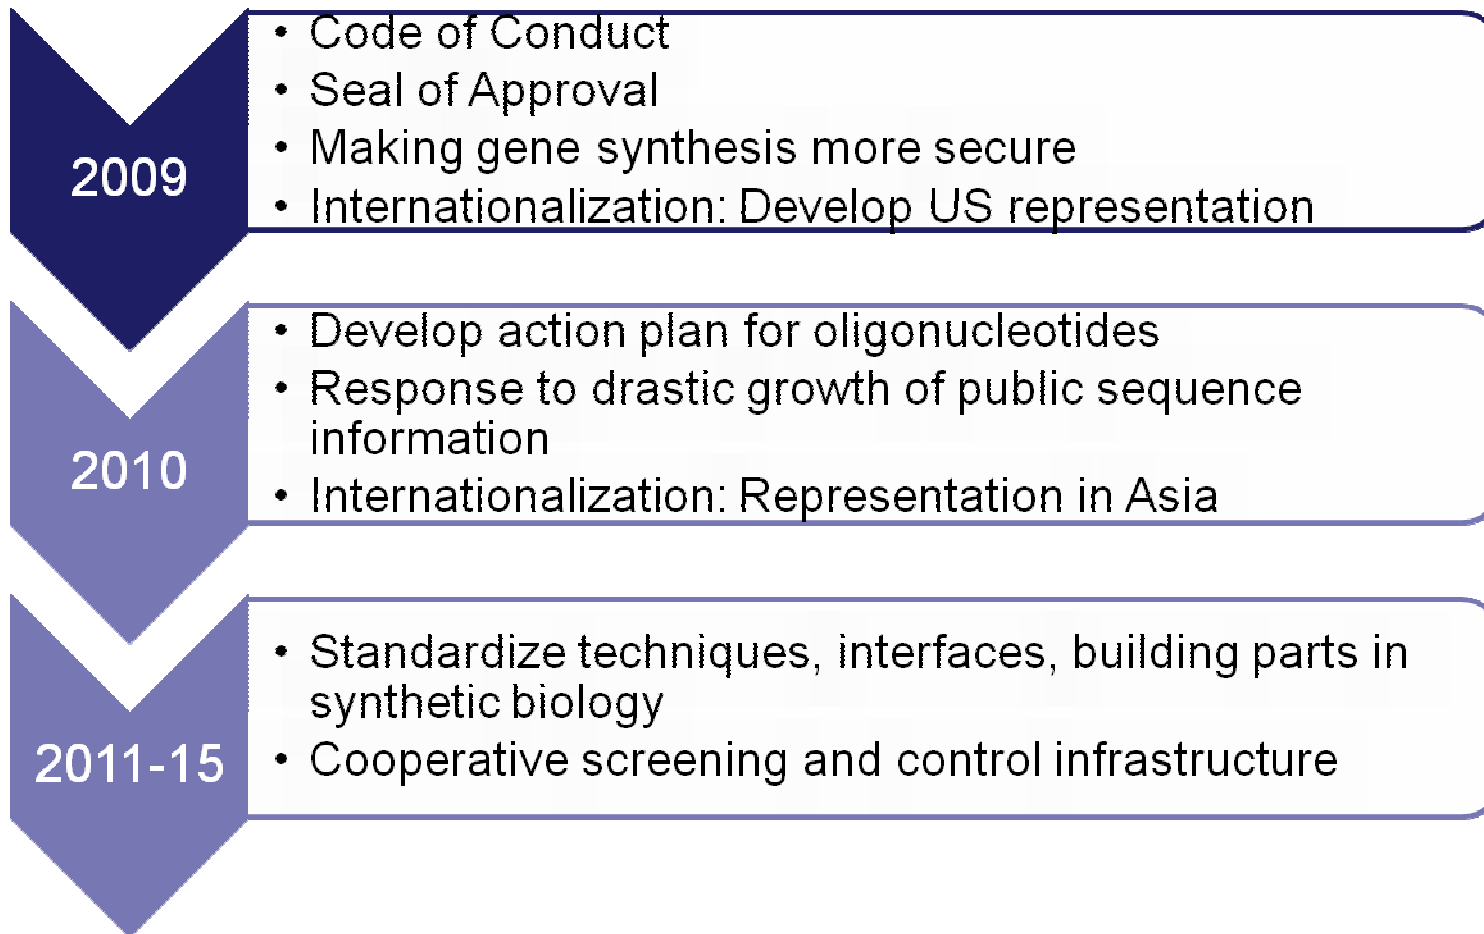 2009
• Code of Conduct
• Seal of Approval
• Making gene synthesis more secure
• Internationalization: Develop US representation
2010
• Develop action plan for oligonucleotides
• Response to drastic growth of public sequence
information
• Internationalization: Representation in Asia
2011-15
• Standardize techniques, interfaces, building parts in
synthetic biology
• Cooperative screening and control infrastructure